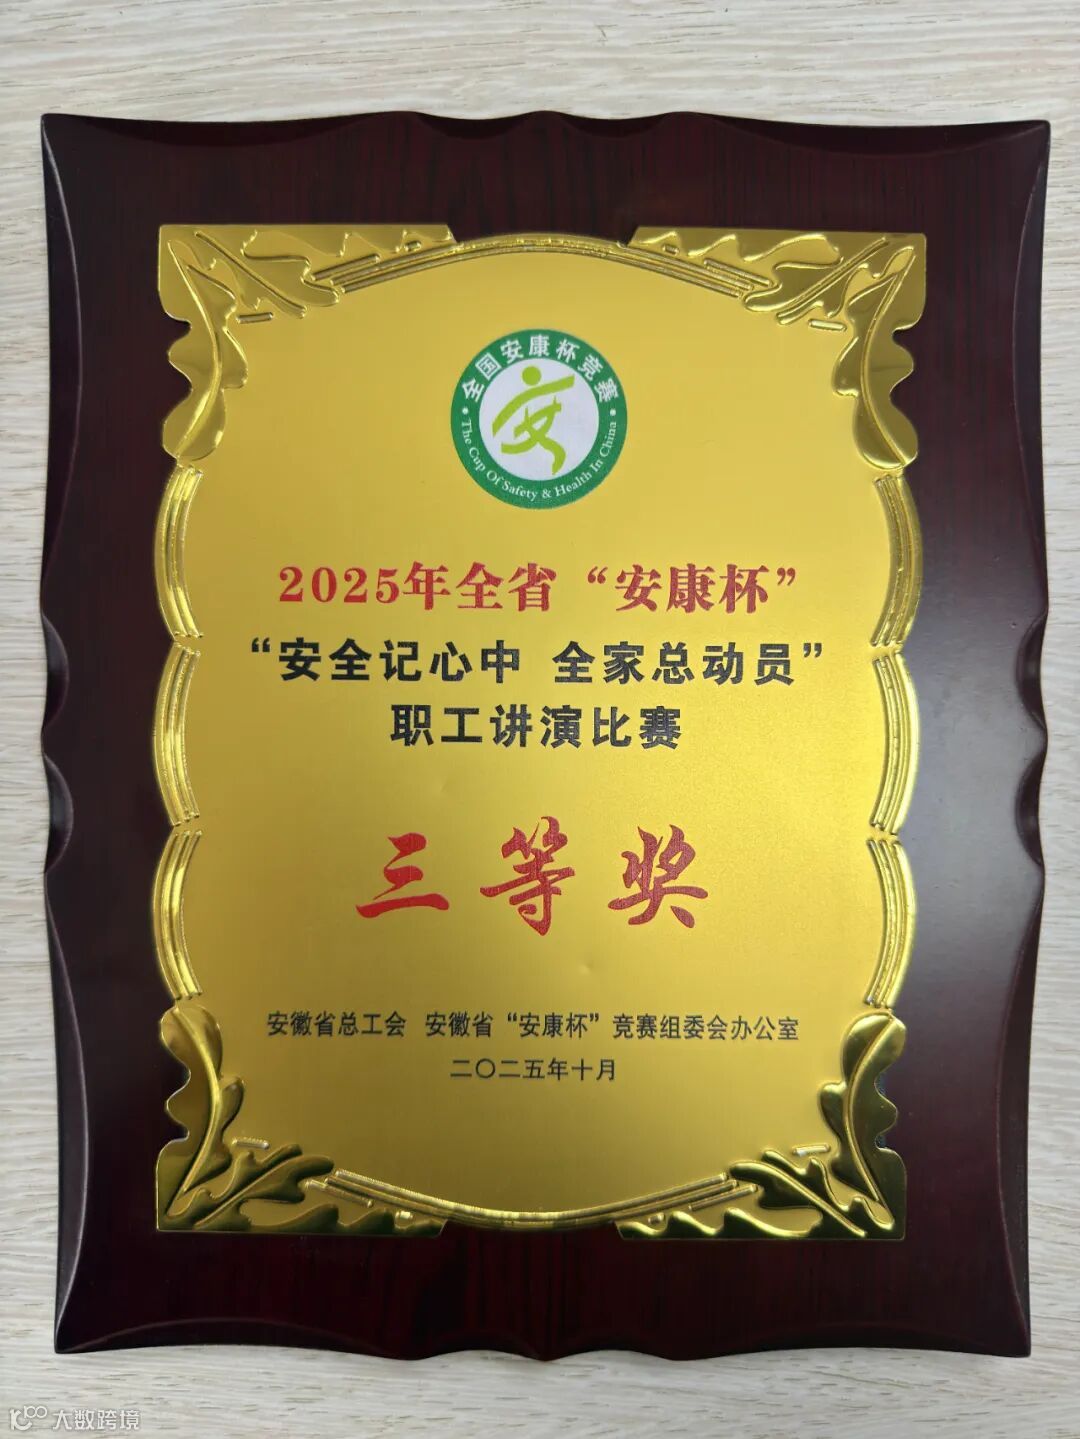 全国安康杯竞赛
The Cup Of Safety & Health In China
2025年全省“安康杯”
“安全记心中 全家总动员”
职工讲演比赛
三等奖
安徽省总工会 安徽省“安康杯”竞赛组委会办公室
二〇二五年十月
大数跨境